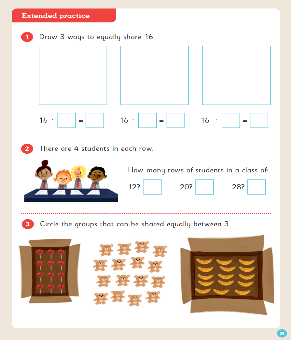 Extended practice
1 Draw 3 ways to equally share 16.
16 ÷ = 16 ÷ = 16 ÷ =
2 There are 4 students in each row.
How many rows of students in a class of:
12? 20? 28?
3 Circle the groups that can be shared equally between 3.